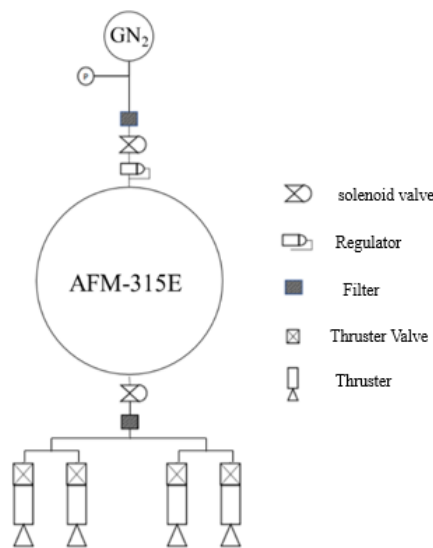 GN₂
P
AFM-315E
solenoid valve
Regulator
Filter
Thruster Valve
Thruster